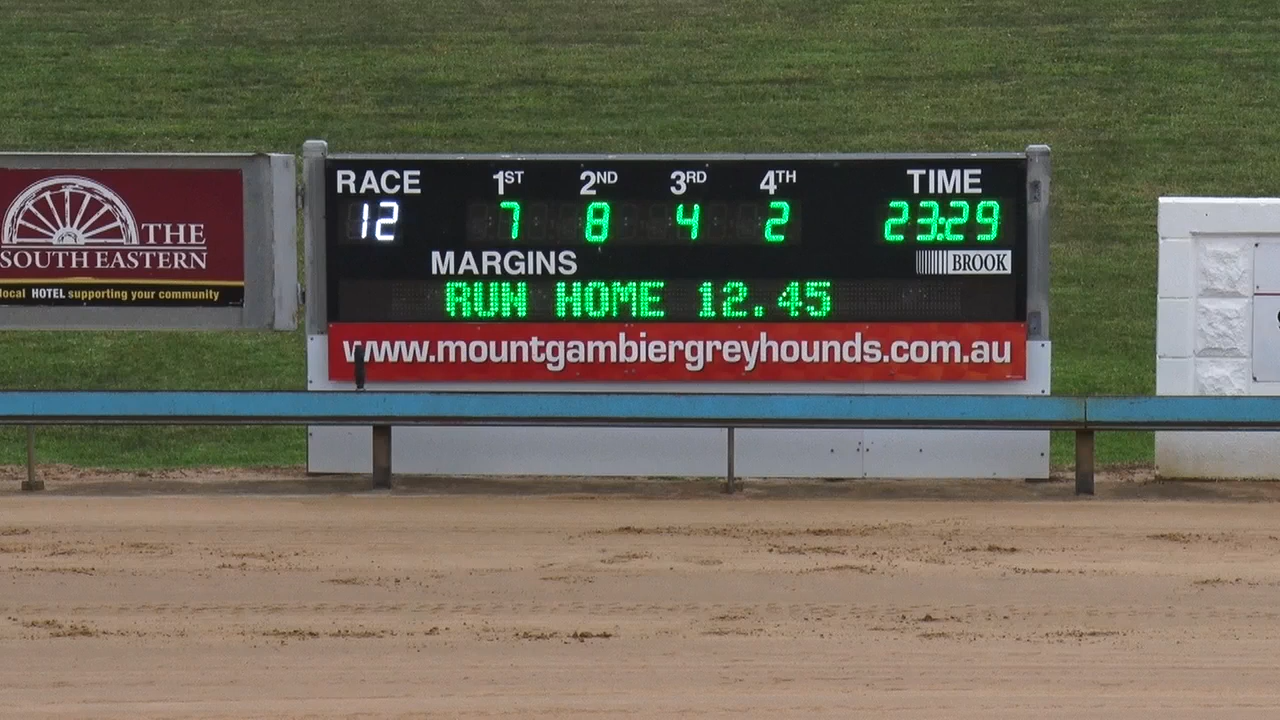 THE
SOUTH EASTERN
local HOTEL supporting your community
RACE 1ST 2ND 3RD 4TH TIME
12 7 8 4 2 23:29
MARGINS BROOK
RUN HOME 12.45
www.mountgambiergreyhounds.com.au